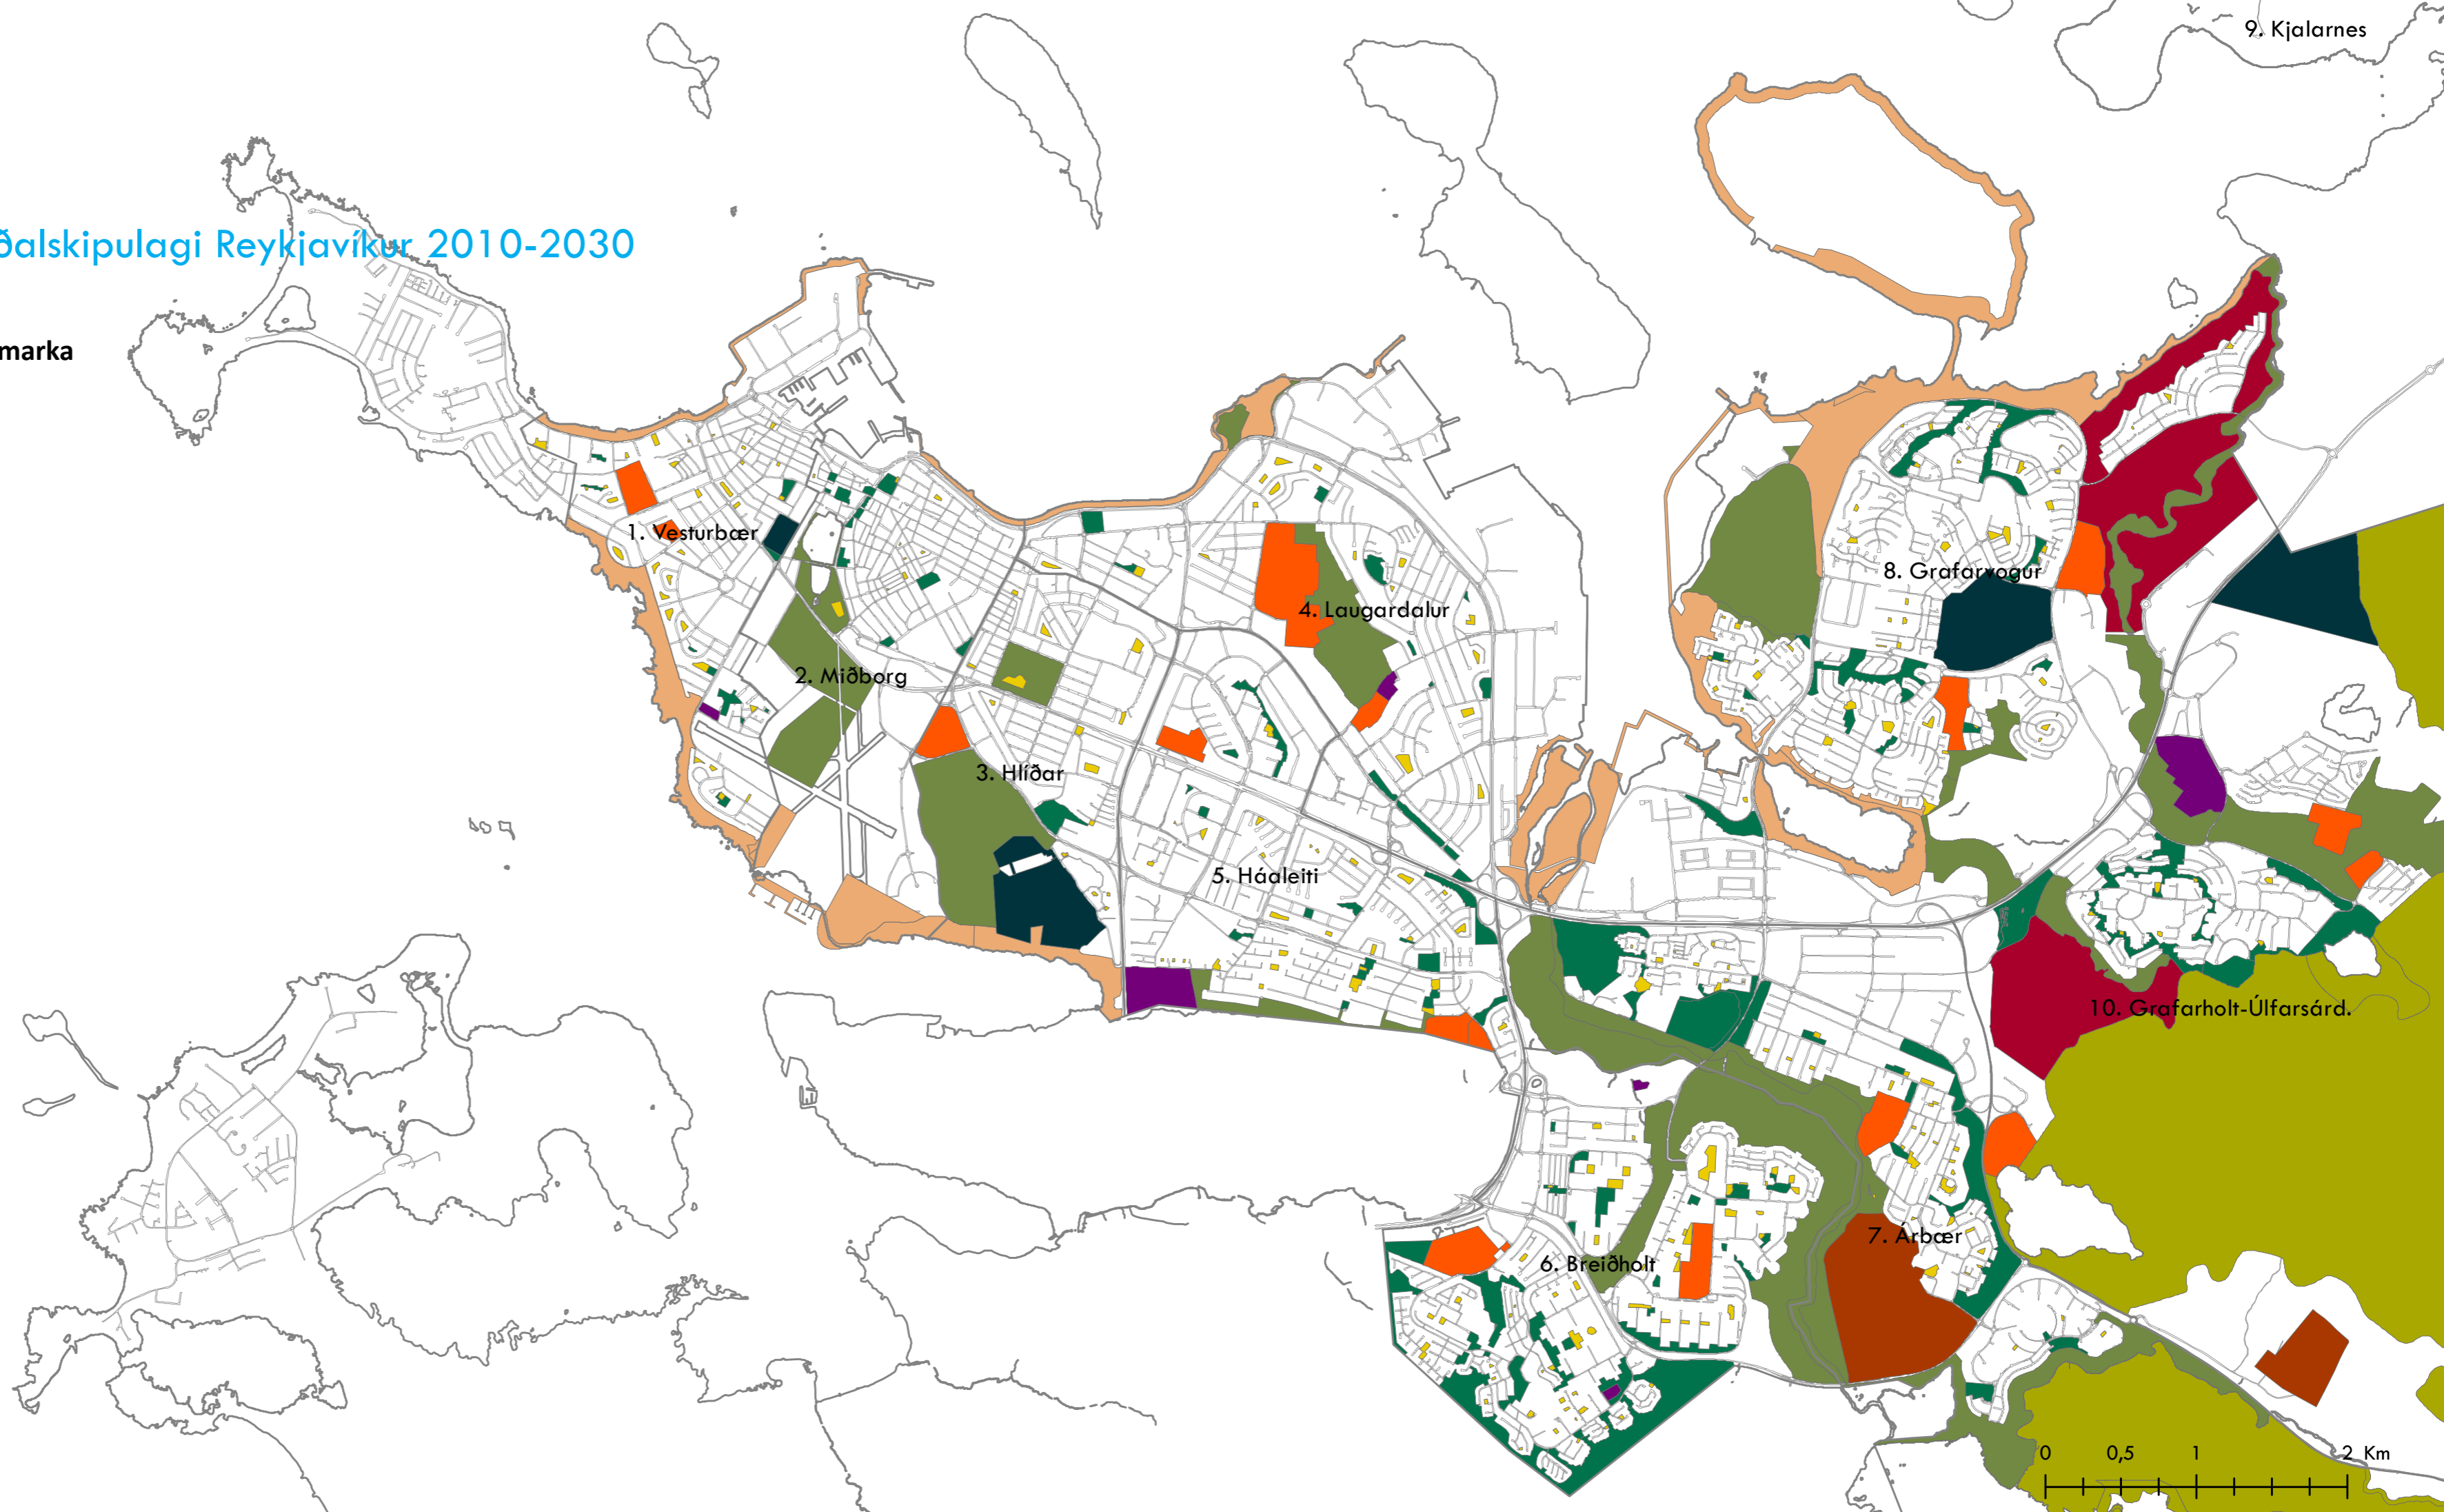 9. Kjalarnes
ðalskipulagi Reykjavíkur 2010-2030
marka
1. Vesturbær
8. Grafarvogur
4. Laugardalur
2. Miðborg
3. Hlíðar
5. Háaleiti
10. Grafarholt-Úlfarsárd.
7. Árbær
6. Breiðholt
0 0,5 1 2 Km